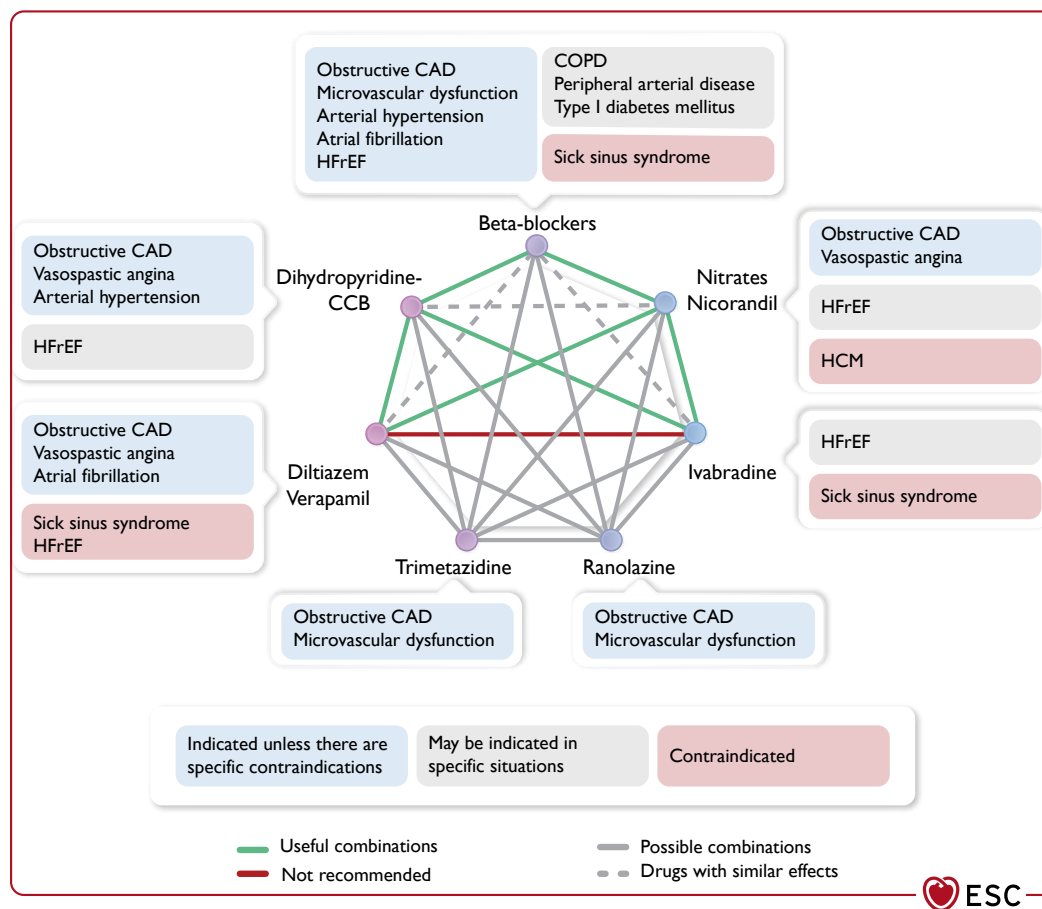 Obstructive CAD
Microvascular dysfunction
Arterial hypertension
Atrial fibrillation
HFrEF
COPD
Peripheral arterial disease
Type I diabetes mellitus
Sick sinus syndrome
Beta-blockers
Obstructive CAD
Vasospastic angina
Arterial hypertension
HFrEF
Dihydropyridine-
CCB
Nitrates
Nicorandil
Obstructive CAD
Vasospastic angina
HFrEF
HCM
Obstructive CAD
Vasospastic angina
Atrial fibrillation
Sick sinus syndrome
HFrEF
Diltiazem
Verapamil
Ivabradine
HFrEF
Sick sinus syndrome
Trimetazidine
Ranolazine
Obstructive CAD
Microvascular dysfunction
Obstructive CAD
Microvascular dysfunction
Indicated unless there are
specific contraindications
May be indicated in
specific situations
Contraindicated
Useful combinations
Not recommended
Possible combinations
Drugs with similar effects
ESC